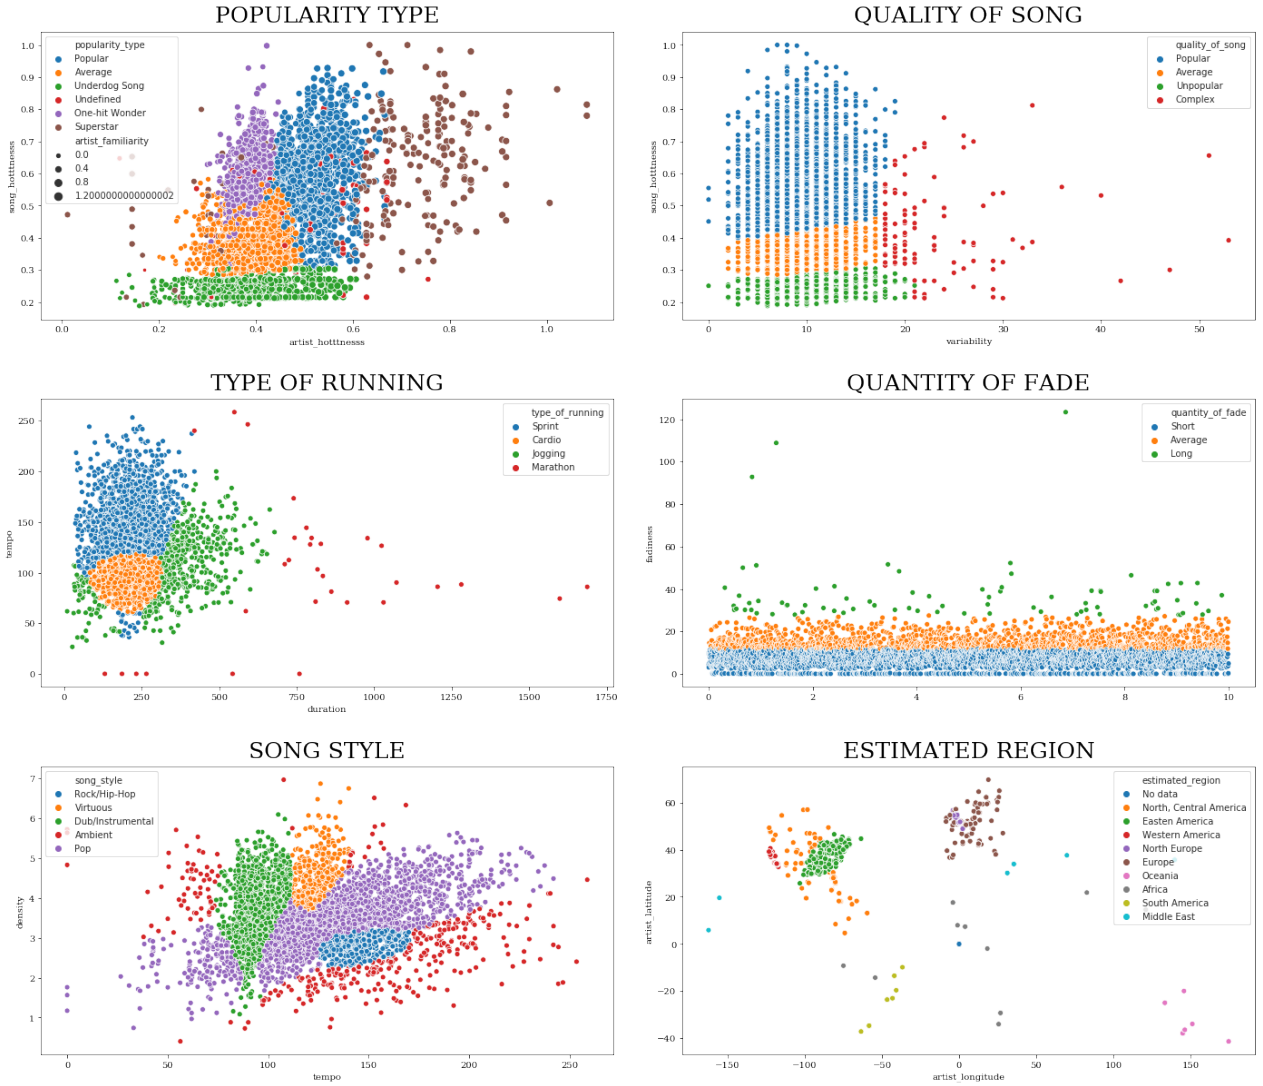 POPULARITY TYPE
popularity_type
Popular
Average
Underdog Song
Undefined
One-hit Wonder
Superstar
artist_familiarity
0.0
0.4
0.8
1.2000000000000002
1.0
0.9
0.8
0.7
0.6
0.5
0.4
0.3
0.2
song_hotttnesss
0.0 0.2 0.4 0.6 0.8 1.0
artist_hotttnesss
QUALITY OF SONG
quality_of_song
Popular
Average
Unpopular
Complex
1.0
0.9
0.8
0.7
0.6
0.5
0.4
0.3
0.2
song_hotttnesss
0 10 20 30 40 50
variability
TYPE OF RUNNING
type_of_running
Sprint
Cardio
Jogging
Marathon
250
200
150
100
50
0
tempo
0 250 500 750 1000 1250 1500 1750
duration
QUANTITY OF FADE
quantity_of_fade
Short
Average
Long
120
100
80
60
40
20
0
fadiness
0 2 4 6 8 10
SONG STYLE
song_style
Rock/Hip-Hop
Virtuous
Dub/Instrumental
Ambient
Pop
7
6
5
4
3
2
1
density
0 50 100 150 200 250
tempo
ESTIMATED REGION
estimated_region
No data
North, Central America
Easten America
Western America
North Europe
Europe
Oceania
Africa
South America
Middle East
60
40
20
0
−20
−40
artist_latitude
−150 −100 −50 0 50 100 150
artist_longitude